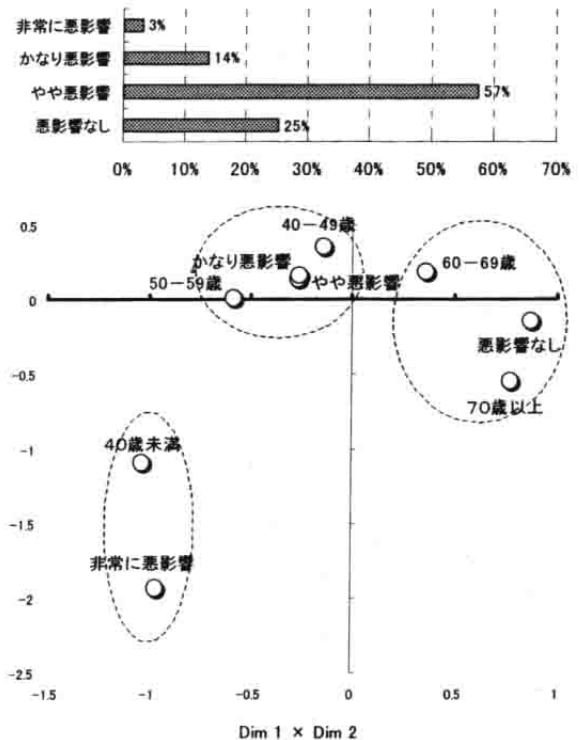 非常に悪影響 3%
かなり悪影響 14%
やや悪影響 57%
悪影響なし 25%
0% 10% 20% 30% 40% 50% 60% 70%
0.5
40－49歳
かなり悪影響
60－69歳
50－59歳
やや悪影響
0
悪影響なし
-0.5
70歳以上
-1
40歳未満
-1.5
非常に悪影響
-2
-2.5
-1.5 -1 -0.5 0 0.5 1
Dim 1 × Dim 2